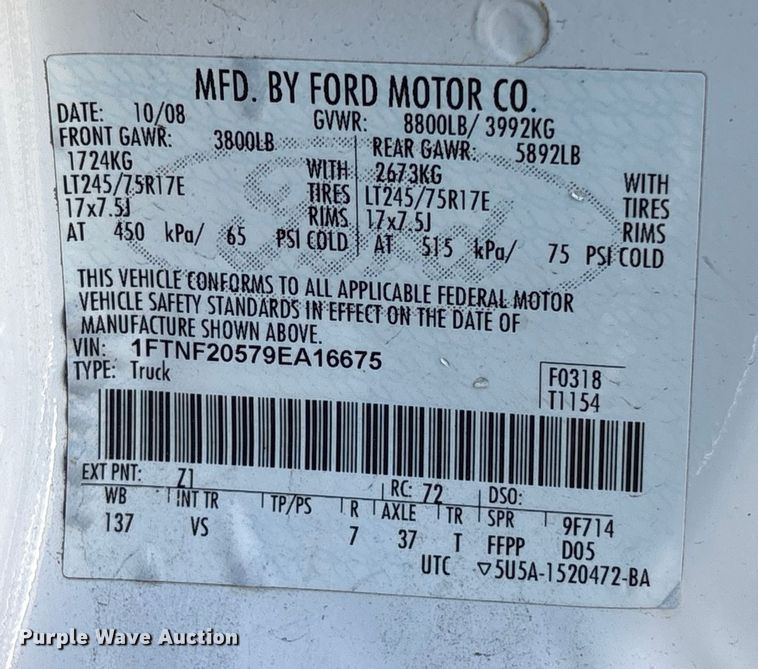 MFD. BY FORD MOTOR CO.
DATE: 10/08 GVWR: 8800LB/ 3992KG
FRONT GAWR: 3800LB REAR GAWR: 5892LB
1724KG WITH 2673KG WITH
LT245/75R17E TIRES LT245/75R17E TIRES
17x7.5J RIMS 17x7.5J RIMS
AT 450 kPa/ 65 PSI COLD AT 515 kPa/ 75 PSI COLD
THIS VEHICLE CONFORMS TO ALL APPLICABLE FEDERAL MOTOR
VEHICLE SAFETY STANDARDS IN EFFECT ON THE DATE OF
MANUFACTURE SHOWN ABOVE.
VIN: 1FTNF20579EA16675
TYPE: Truck F0318
T1154
EXT PNT: Z1 RC: 72 DSO:
WB INT TR TP/PS R AXLE TR SPR 9F714
137 VS 7 37 T FFPP D05
UTC ▽5U5A-1520472-BA
Purple Wave Auction